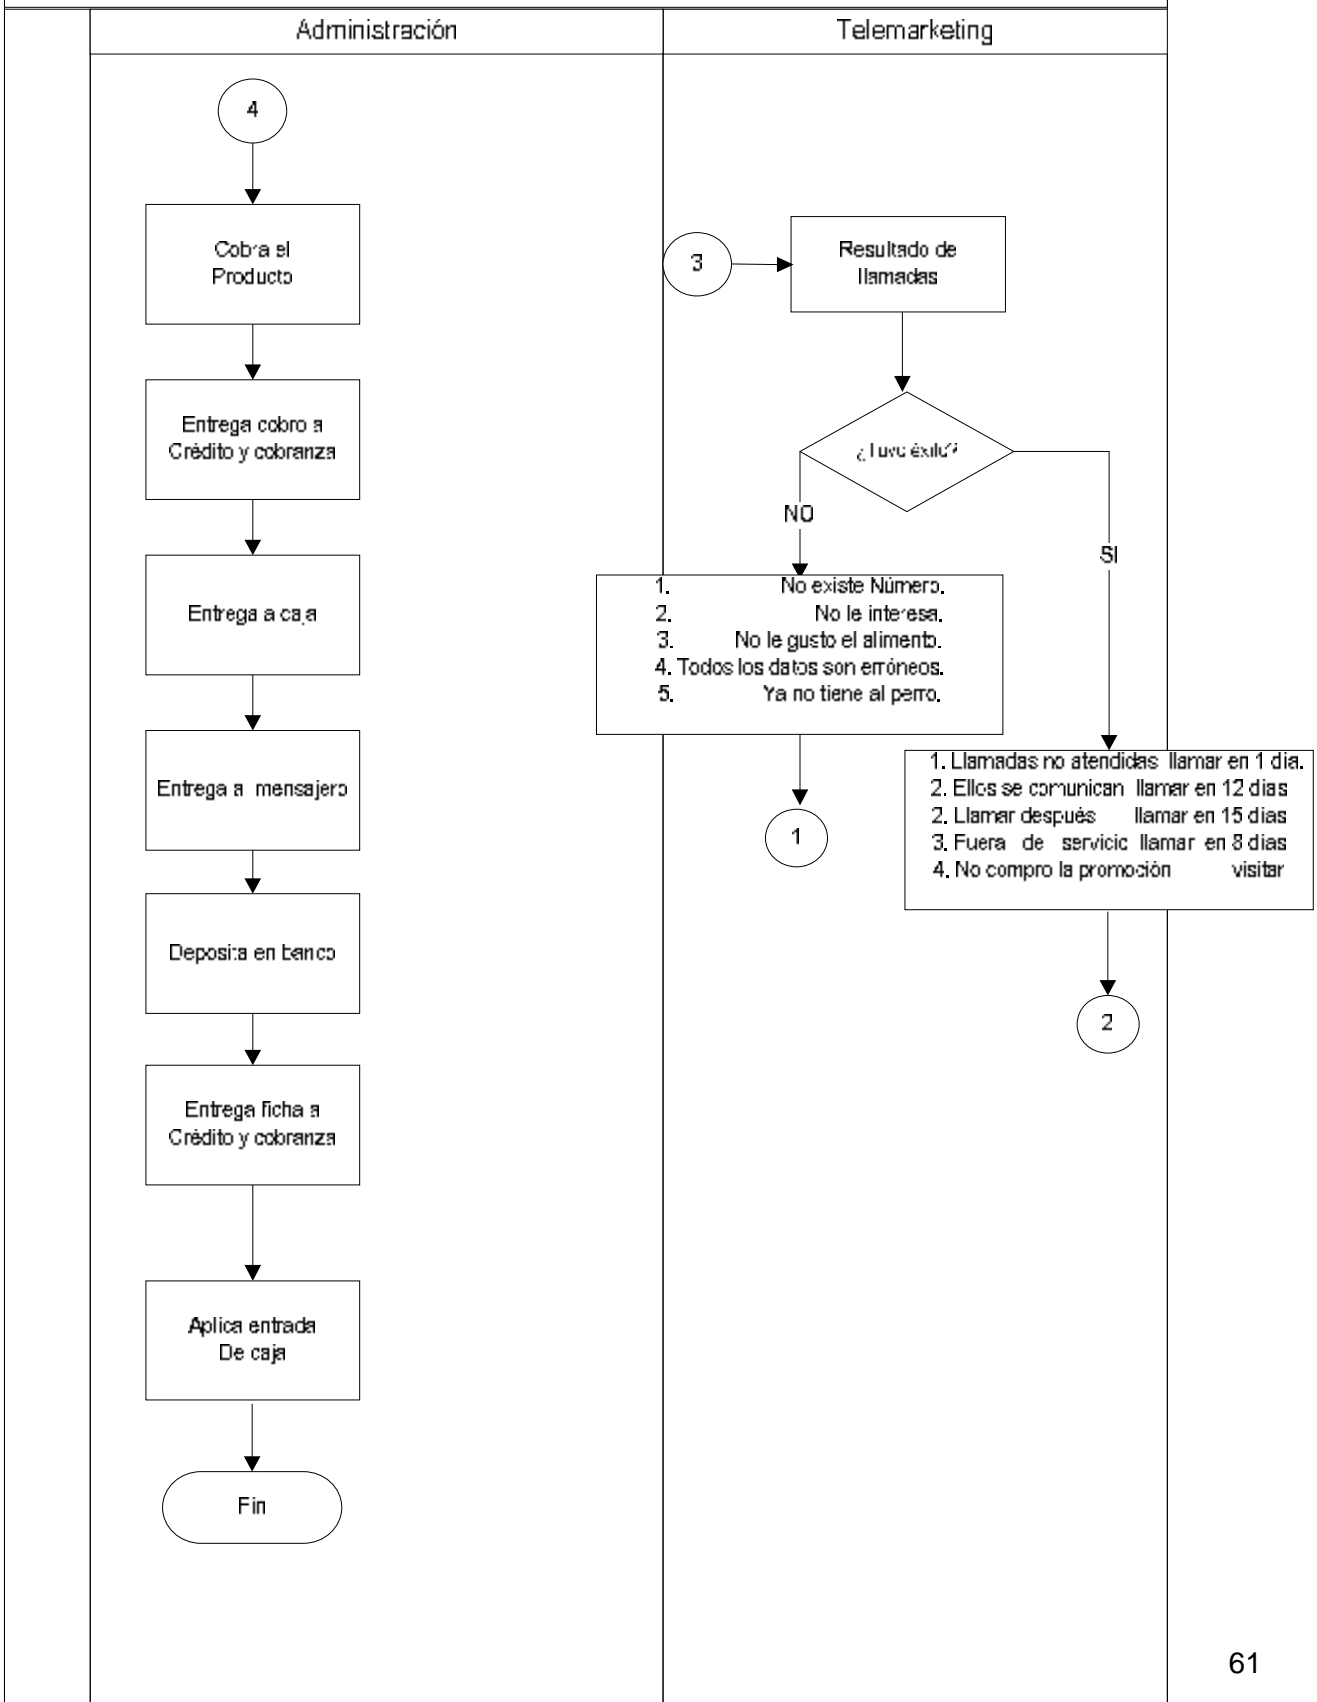 Administración
Telemarketing
4
Cobra el
Producto
Entrega cobro a
Crédito y cobranza
Entrega a caja
Entrega a mensajero
Deposita en banco
Entrega ficha a
Crédito y cobranza
Aplica entrada
De caja
Fin
3
Resultado de
llamadas
¿Tuvo éxito?
NO
SI
1. No existe Número.
2. No le interesa.
3. No le gusto el alimento.
4. Todos los datos son erróneos.
5. Ya no tiene al perro.
1
1. Llamadas no atendidas llamar en 1 dia.
2. Ellos se comunican llamar en 12 dias
2. Llamar después llamar en 15 dias
3. Fuera de servicio llamar en 8 dias
4. No compro la promoción visitar
2
61